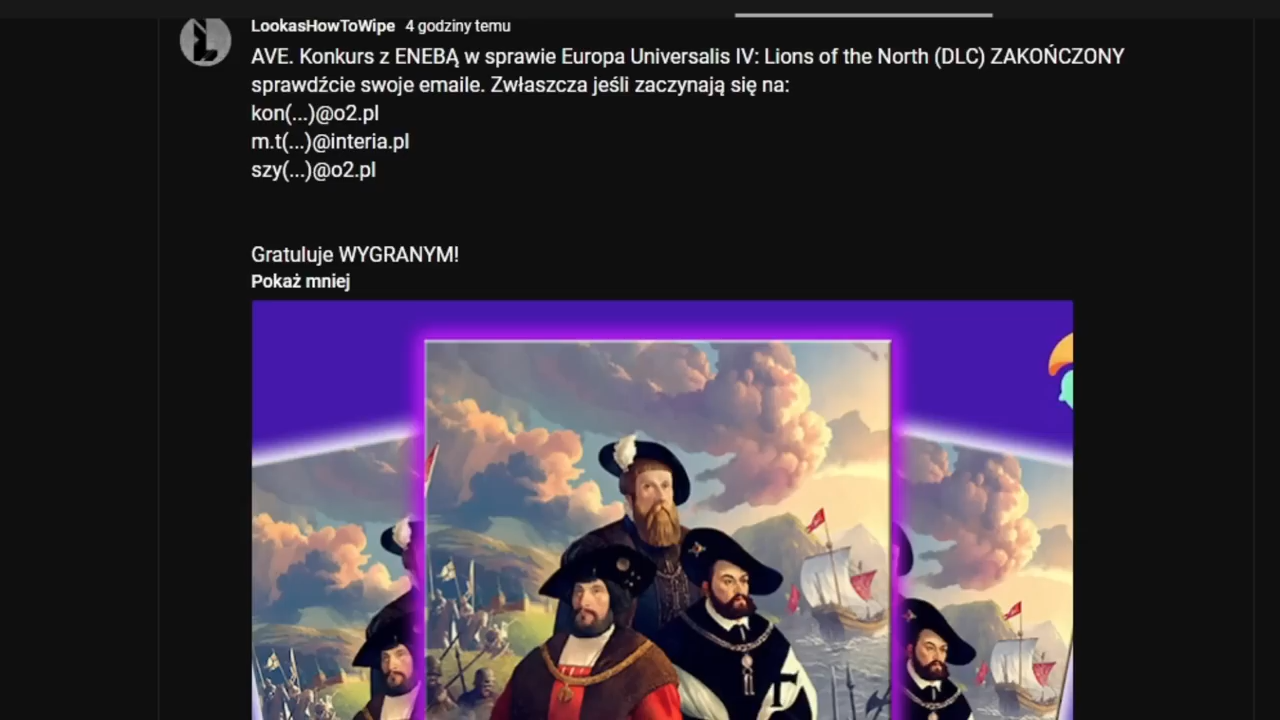 LookasHowToWipe 4 godziny temu
AVE. Konkurs z ENEBĄ w sprawie Europa Universalis IV: Lions of the North (DLC) ZAKOŃCZONY
sprawdźcie swoje emaile. Zwłaszcza jeśli zaczynają się na:
kon(...)@o2.pl
m.t(...)@interia.pl
szy(...)@o2.pl
Gratuluje WYGRANYM!
Pokaż mniej